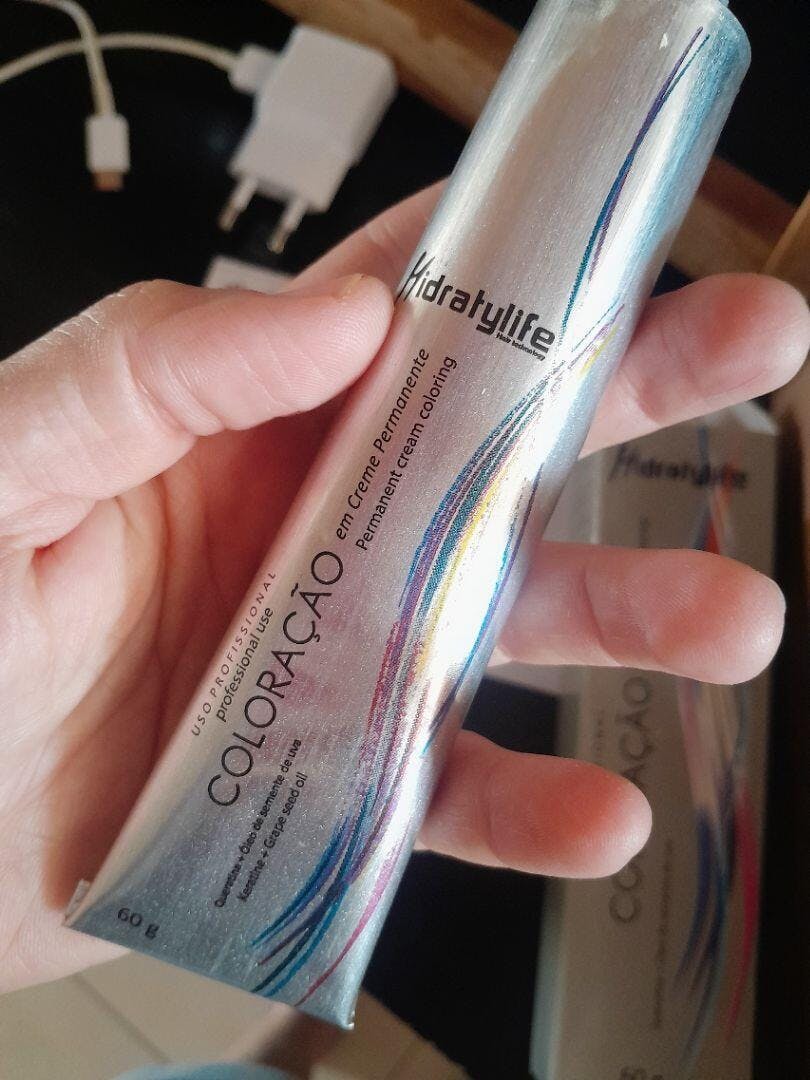 Hidratylife
Hair technology
COLORAÇÃO em Creme Permanente
Permanent cream coloring
USO PROFISSIONAL
professional use
Queratina + Óleo de semente de uva
Keratine + Grape seed oil
60 g
Hidratylife
COLORAÇÃO